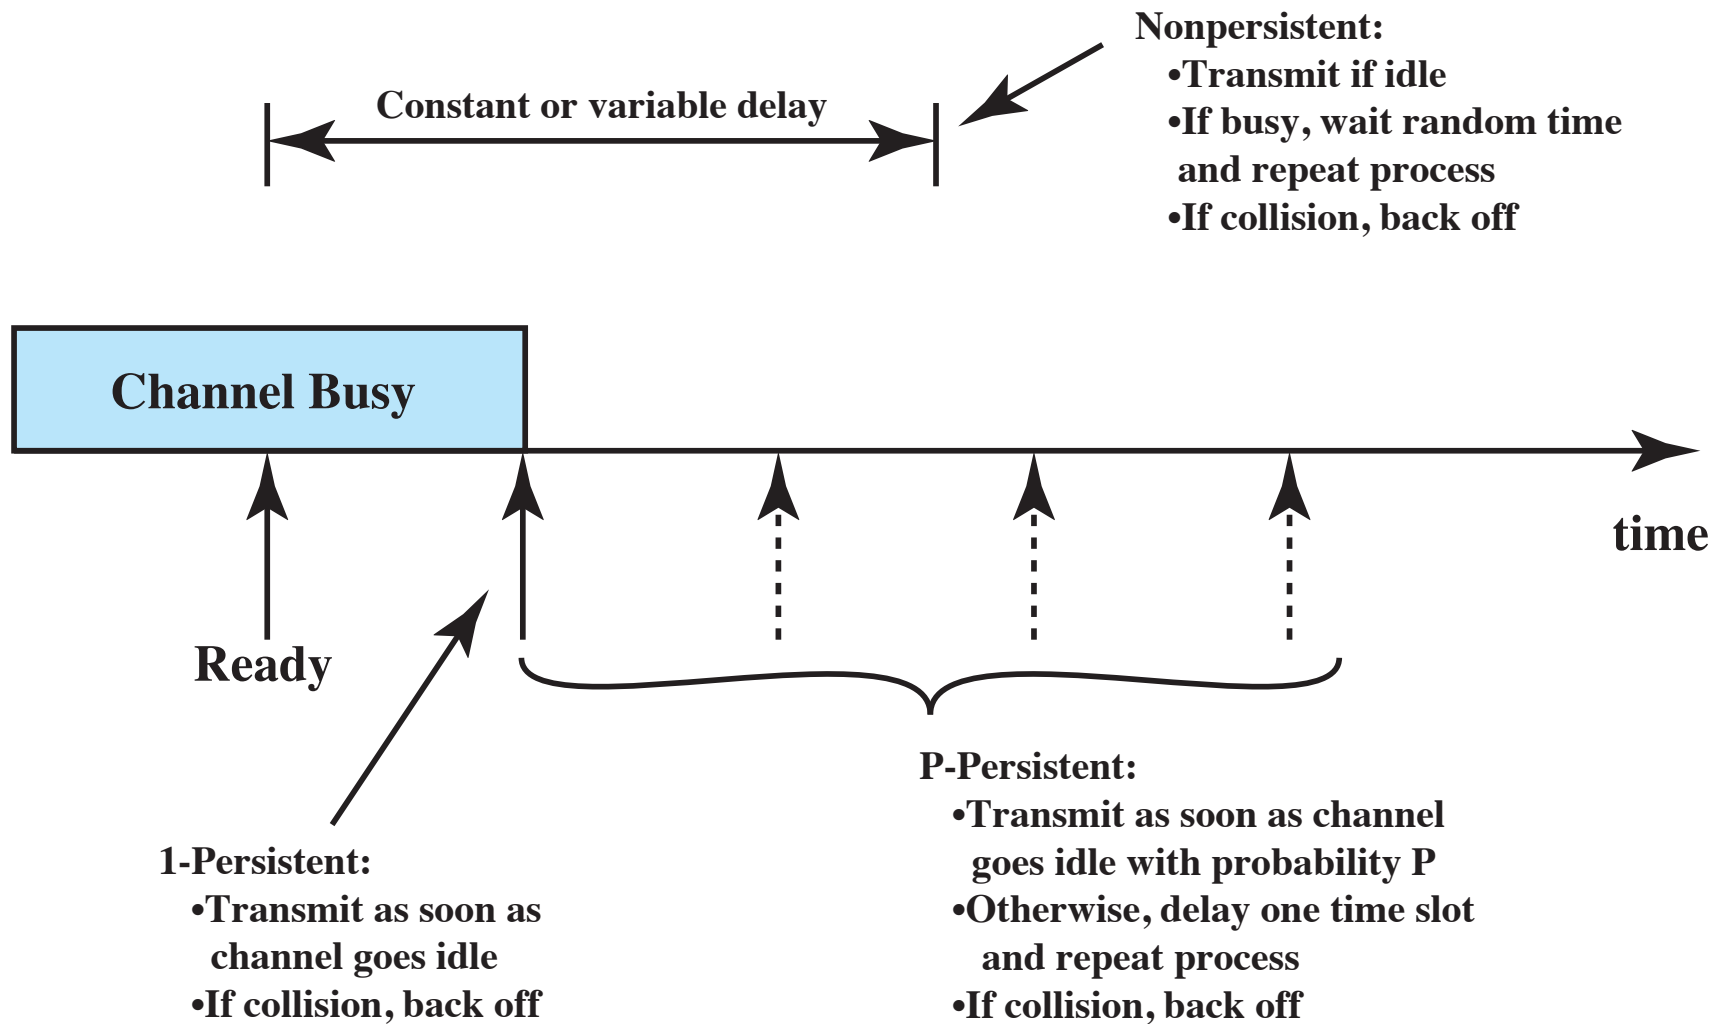 Nonpersistent:
•Transmit if idle
•If busy, wait random time
and repeat process
•If collision, back off
Constant or variable delay
Channel Busy
time
Ready
1-Persistent:
•Transmit as soon as
channel goes idle
•If collision, back off
P-Persistent:
•Transmit as soon as channel
goes idle with probability P
•Otherwise, delay one time slot
and repeat process
•If collision, back off